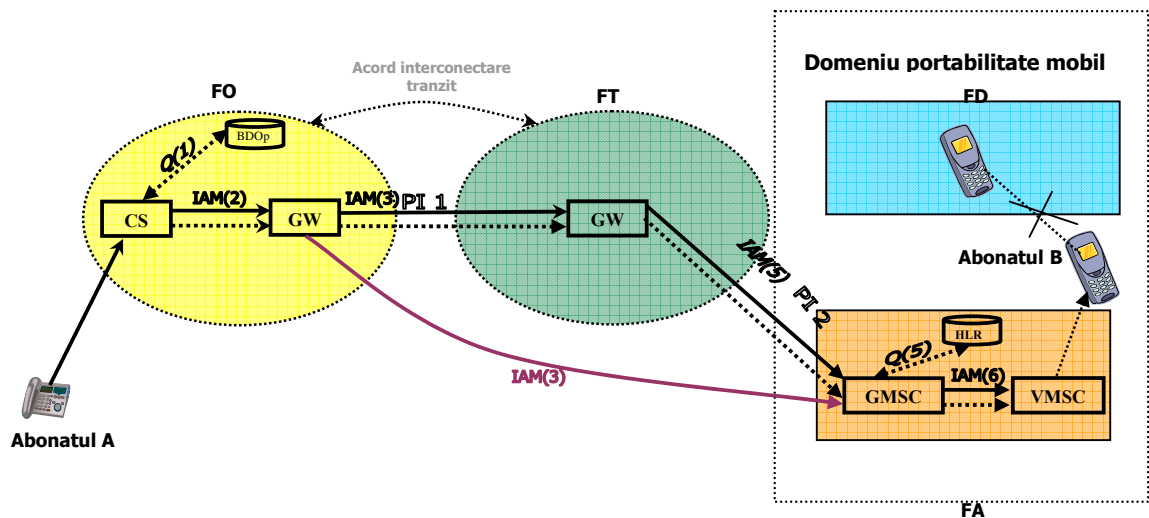 Domeniu portabilitate mobil
Acord interconectare
tranzit
FO
FT
FD
BDOp
Q(1)
IAM(2)
IAM(3)
PI 1
CS
GW
GW
IAM(5) PI 2
Abonatul B
HLR
Q(5)
IAM(6)
IAM(3)
GMSC
VMSC
Abonatul A
FA